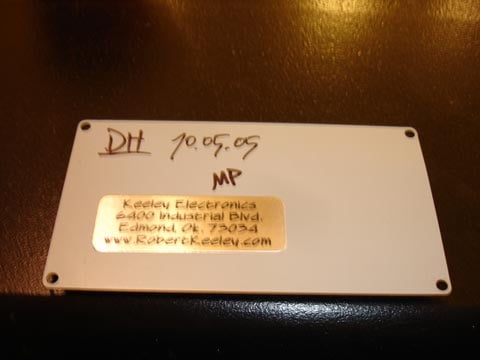 DH 10.05.05
MP
Keeley Electronics
6400 Industrial Blvd.
Edmond, Ok, 73034
www.RobertKeeley.com